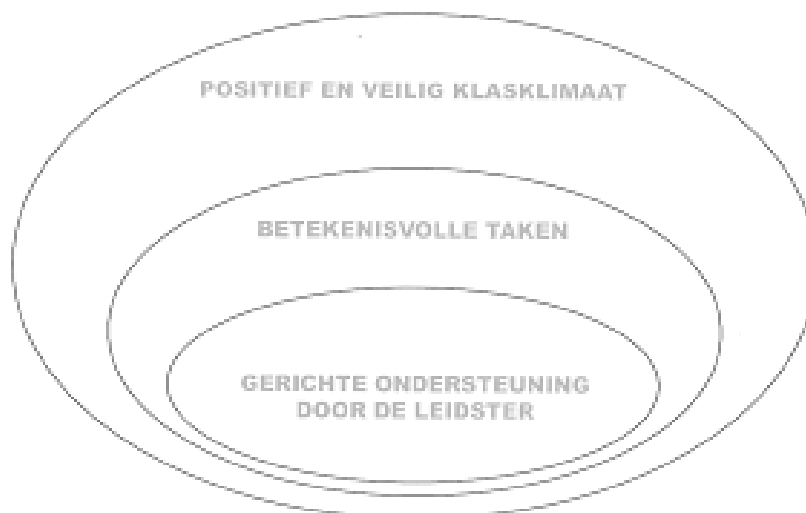 POSITIEF EN VEILIG KLASKLIMAAT
BETEKENISVOLLE TAKEN
GERICHTE ONDERSTEUNING
DOOR DE LEIDSTER